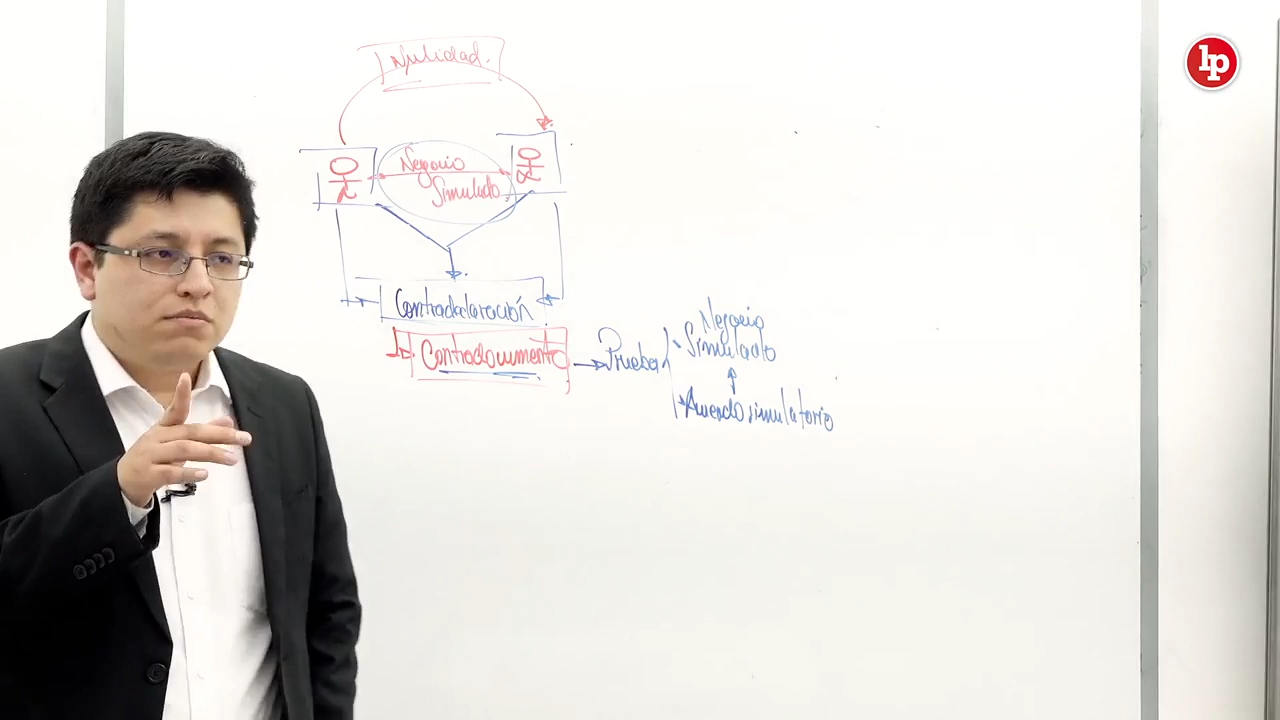 Nulidad.
lp
Negocio
Simulado
Contradeclaración
Contradocumento
Prueba
Negocio
Simulado
Acuerdo simulatorio